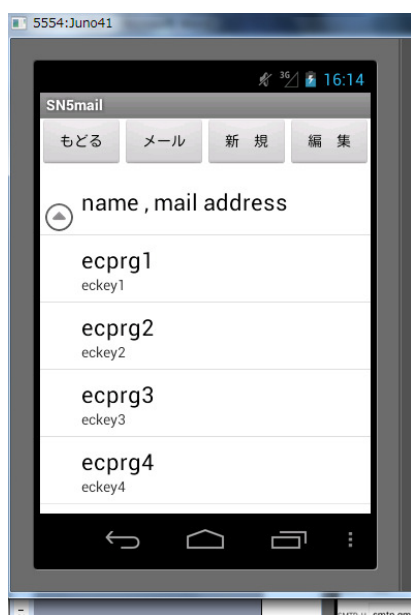 5554:Juno41
3G 16:14
SN5mail
もどる メール 新 規 編 集
name , mail address
ecprg1
eckey1
ecprg2
eckey2
ecprg3
eckey3
ecprg4
eckey4